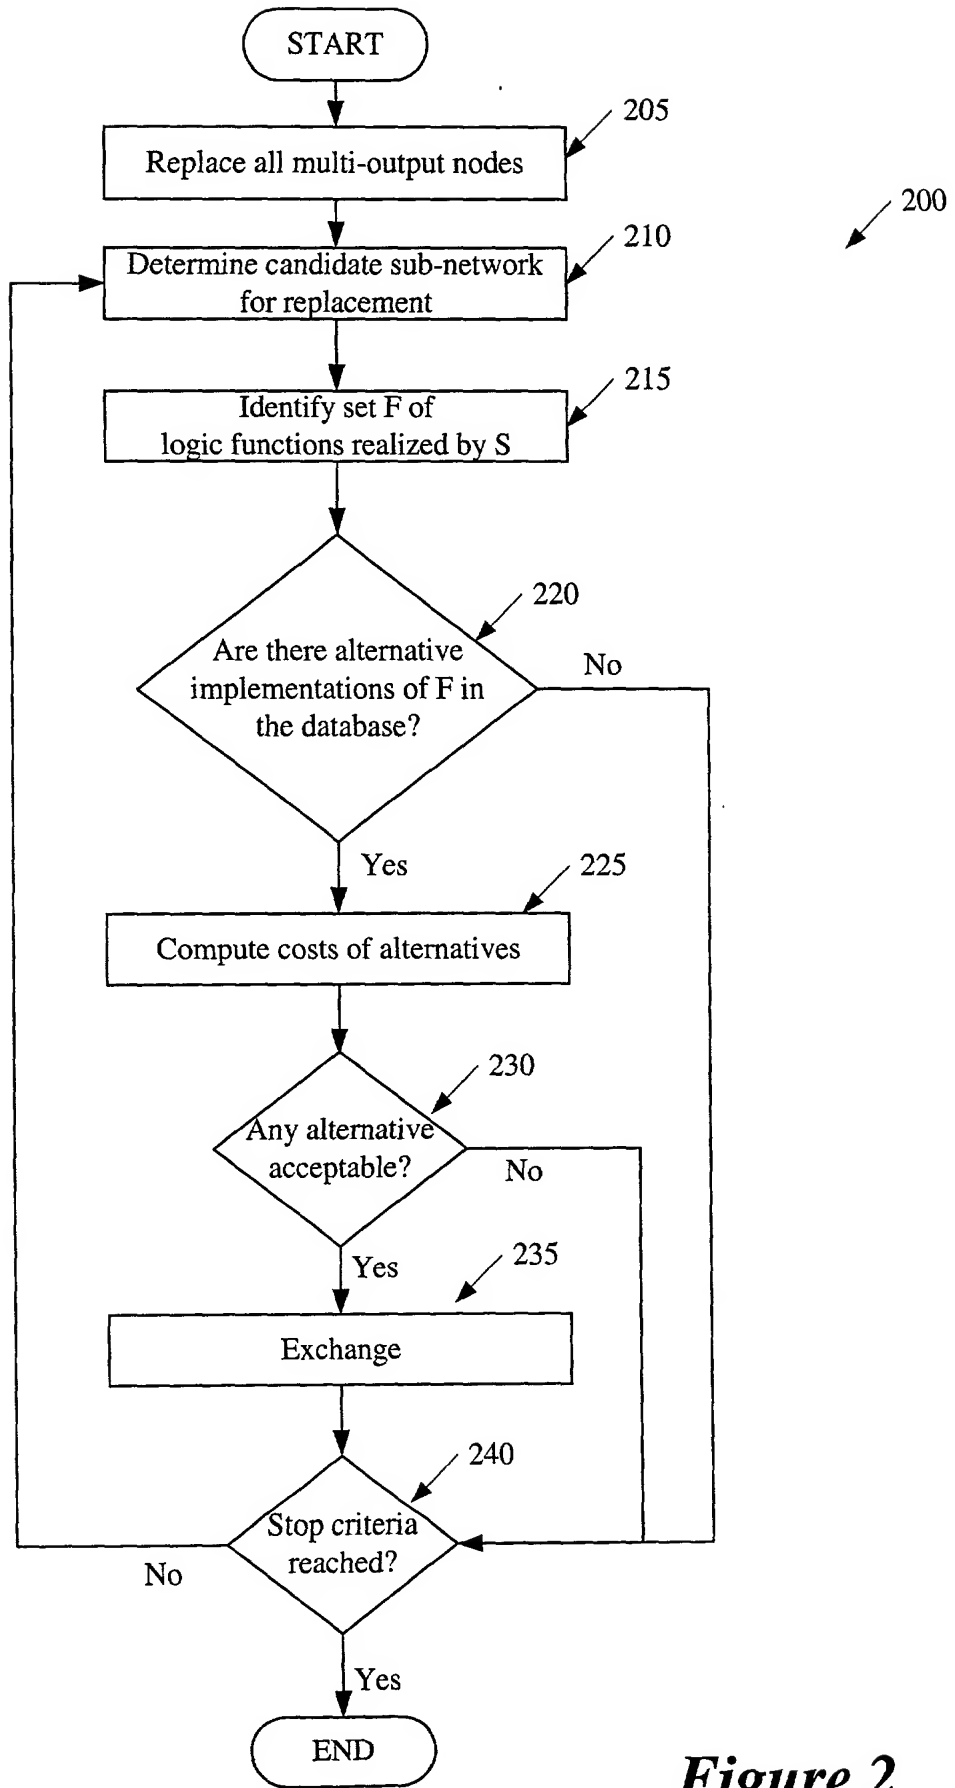 START
205
Replace all multi-output nodes
200
210
Determine candidate sub-network
for replacement
215
Identify set F of
logic functions realized by S
220
Are there alternative
implementations of F in
the database?
No
Yes
225
Compute costs of alternatives
230
Any alternative
acceptable?
No
Yes
235
Exchange
240
Stop criteria
reached?
No
Yes
END
Figure 2